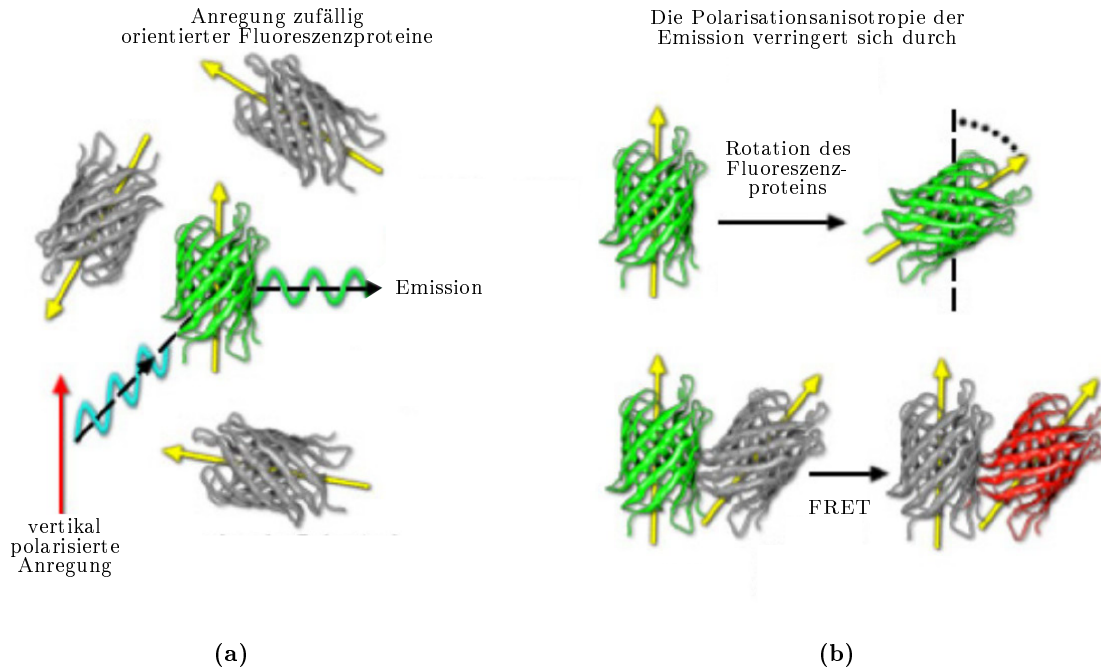 Anregung zufällig
orientierter Fluoreszenzproteine
Emission
vertikal
polarisierte
Anregung
(a)
Die Polarisationsanisotropie der
Emission verringert sich durch
Rotation des
Fluoreszenz-
proteins
FRET
(b)